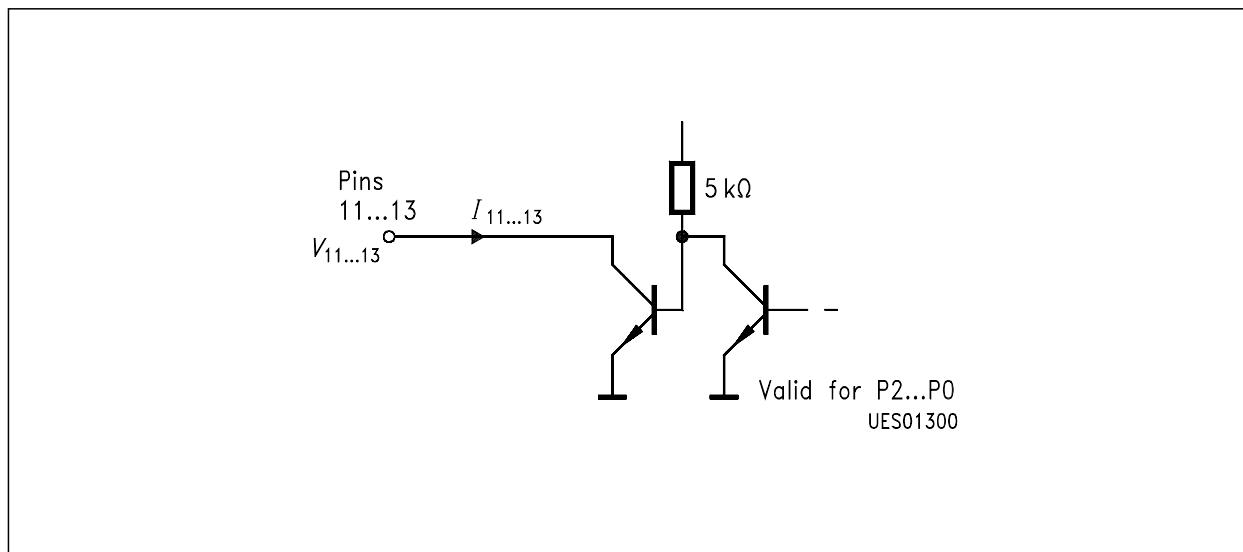 Pins
11...13
V11...13
I11...13
5 kΩ
Valid for P2...P0
UES01300